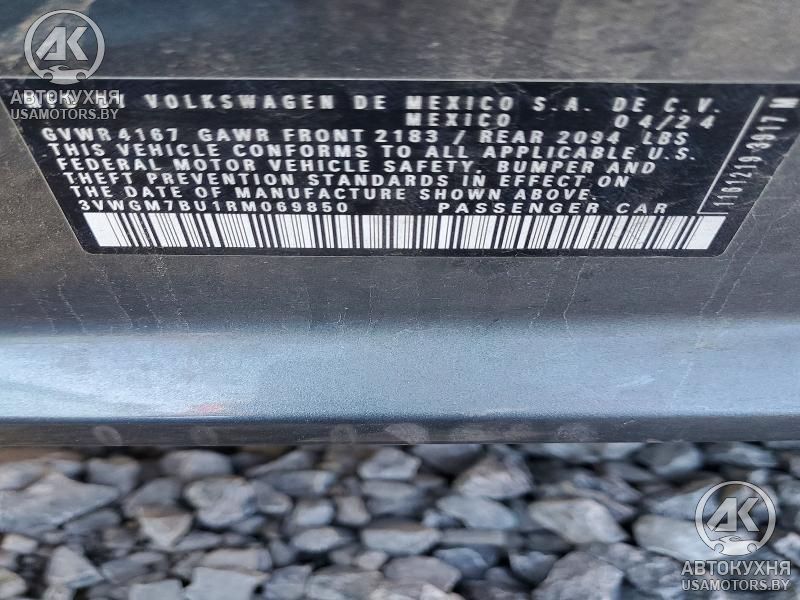 AK
АВТОКУХНЯ
USAMOTORS.BY
VOLKSWAGEN DE MEXICO S.A. DE C.V.
MEXICO 04/24
GVWR 4167 GAWR FRONT 2183 / REAR 2094 LBS
THIS VEHICLE CONFORMS TO ALL APPLICABLE U.S.
FEDERAL MOTOR VEHICLE SAFETY, BUMPER AND
THEFT PREVENTION STANDARDS IN EFFECT ON
THE DATE OF MANUFACTURE SHOWN ABOVE
3VWGM7BU1RM069850 PASSENGER CAR
AK
АВТОКУХНЯ
USAMOTORS.BY